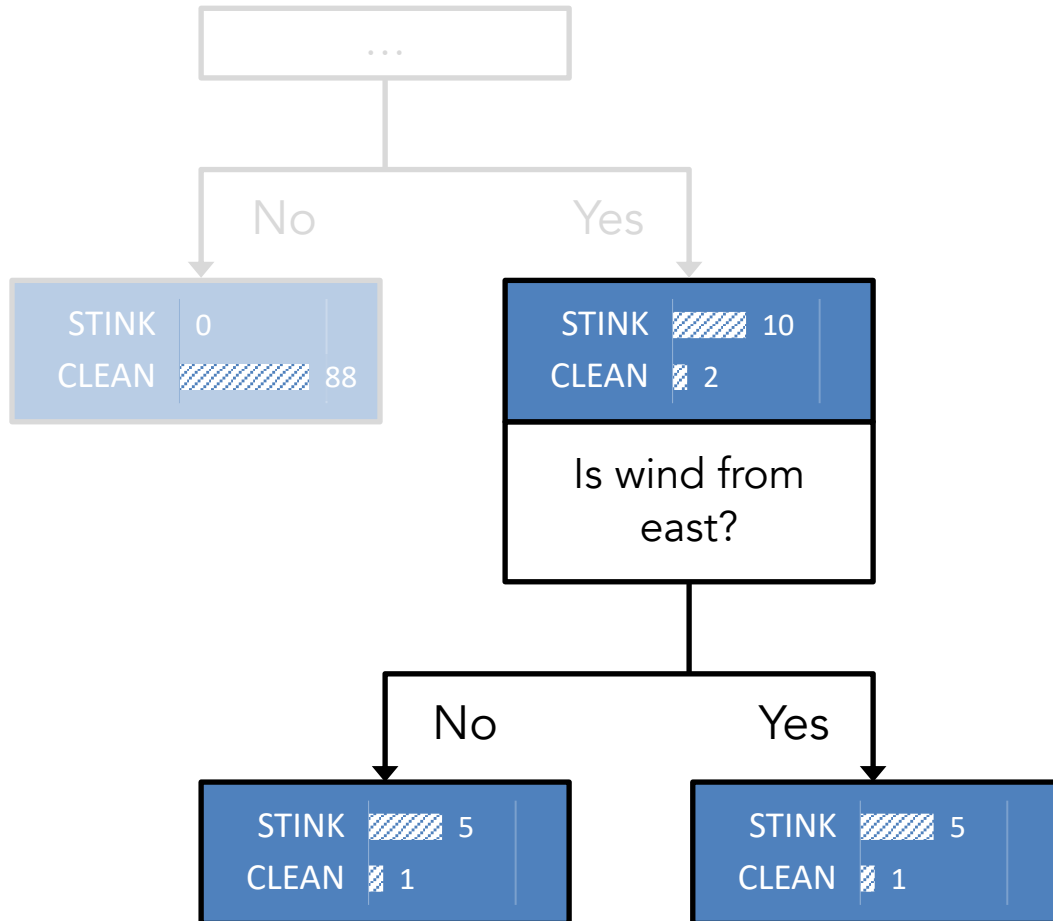 ...
No
Yes
STINK 0
CLEAN 88
STINK 10
CLEAN 2
Is wind from
east?
No
Yes
STINK 5
CLEAN 1
STINK 5
CLEAN 1